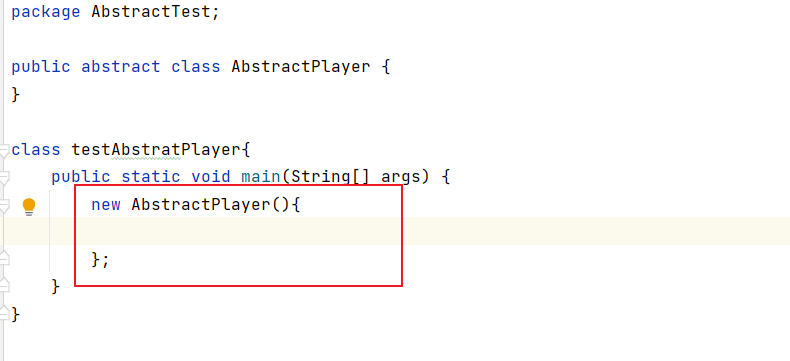 package AbstractTest;
public abstract class AbstractPlayer {
}
class testAbstratPlayer{
public static void main(String[] args) {
new AbstractPlayer(){
};
}
}